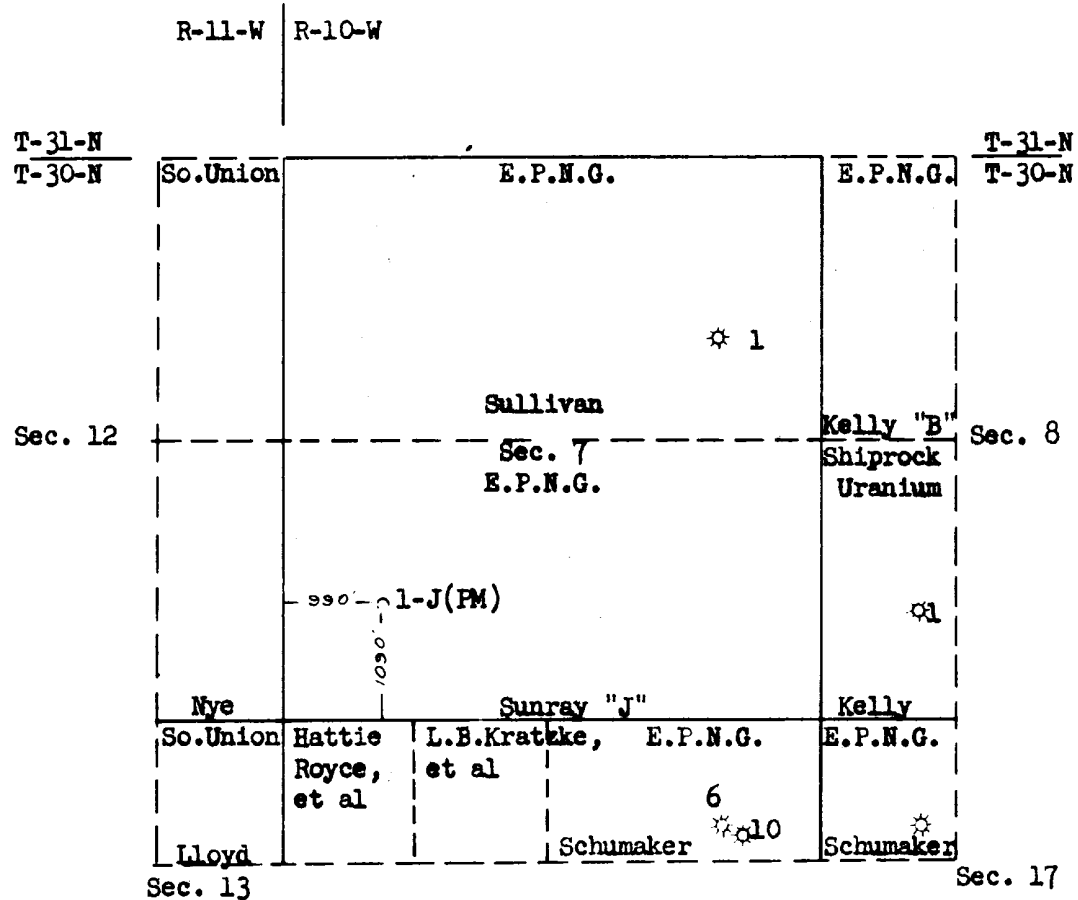 R-11-W R-10-W
T-31-N T-31-N
T-30-N So.Union E.P.N.G. E.P.N.G. T-30-N
1
Sullivan
Kelly "B"
Sec. 12 Sec. 8
Sec. 7
Shiprock
E.P.N.G.
Uranium
990' 1-J(PM)
1
1090'
Nye Sunray "J" Kelly
So.Union Hattie L.B.Kratzke, E.P.N.G. E.P.N.G.
Royce, et al
et al
6
10
Schumaker Schumaker
Lloyd
Sec. 13 Sec. 17